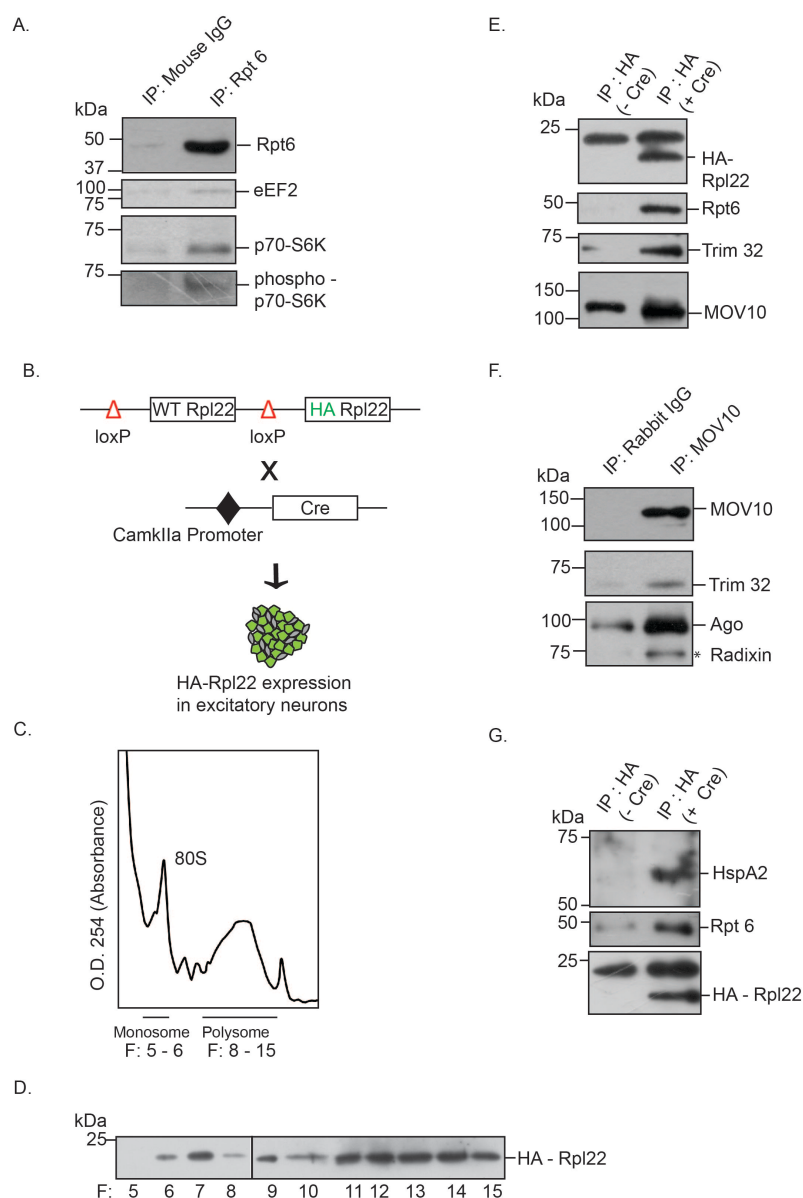 A.
IP: Mouse IgG
IP: Rpt 6
kDa
50
37
Rpt6
100
75
eEF2
75
p70-S6K
75
phospho -
p70-S6K
B.
WT Rpl22
HA Rpl22
loxP
loxP
X
Cre
CamkIIa Promoter
HA-Rpl22 expression
in excitatory neurons
C.
O.D. 254 (Absorbance)
80S
Monosome
F: 5 - 6
Polysome
F: 8 - 15
D.
kDa
25
HA - Rpl22
F: 5 6 7 8 9 10 11 12 13 14 15
E.
IP : HA
(- Cre)
IP : HA
(+ Cre)
kDa
25
HA-
Rpl22
50
Rpt6
75
Trim 32
150
100
MOV10
F.
IP: Rabbit IgG
IP: MOV10
kDa
150
100
MOV10
75
Trim 32
100
Ago
75
* Radixin
G.
IP : HA
(- Cre)
IP : HA
(+ Cre)
kDa
75
HspA2
50
50
Rpt 6
25
HA - Rpl22